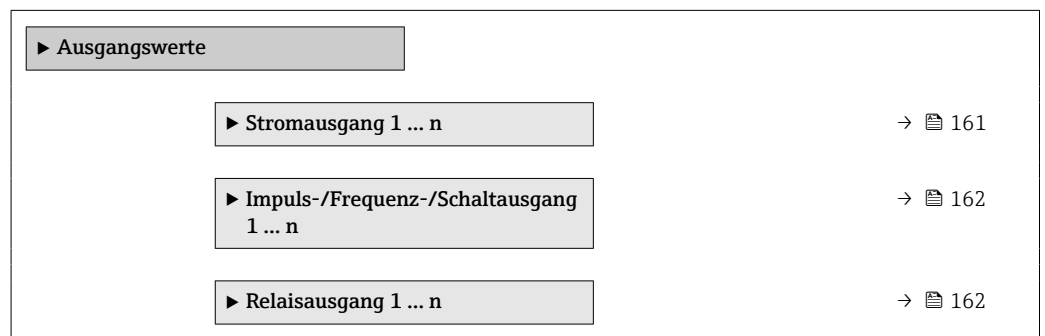 ▶ Ausgangswerte
▶ Stromausgang 1 … n → 161
▶ Impuls-/Frequenz-/Schaltausgang → 162
1 … n
▶ Relaisausgang 1 … n → 162